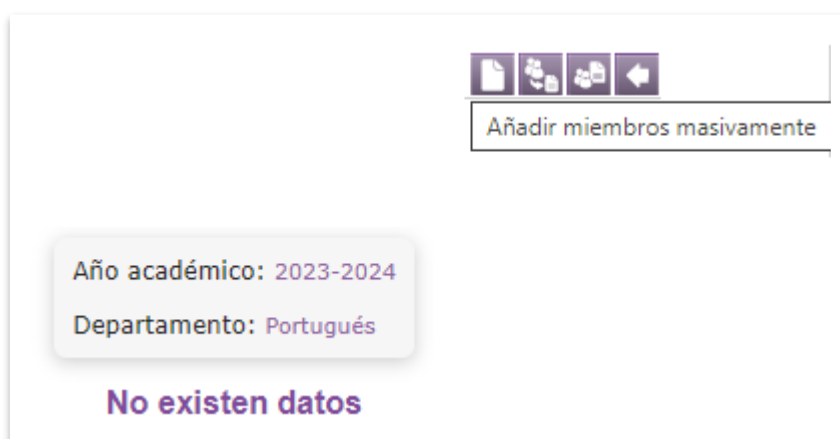 Añadir miembros masivamente
Año académico: 2023-2024
Departamento: Portugués
No existen datos